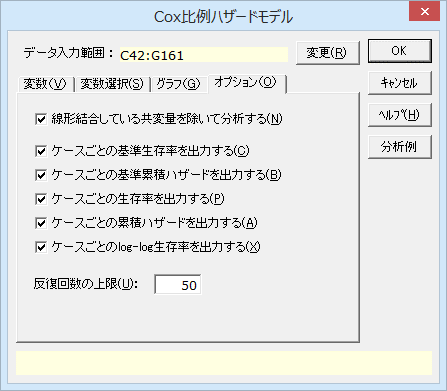 Cox比例ハザードモデル
データ入力範囲： C42:G161 変更(R) OK
変数(V) 変数選択(S) グラフ(G) オプション(O) キャンセル
線形結合している共変量を除いて分析する(N) ヘルプ(H)
ケースごとの基準生存率を出力する(C) 分析例
ケースごとの基準累積ハザードを出力する(B)
ケースごとの生存率を出力する(P)
ケースごとの累積ハザードを出力する(A)
ケースごとのlog-log生存率を出力する(X)
反復回数の上限(U): 50